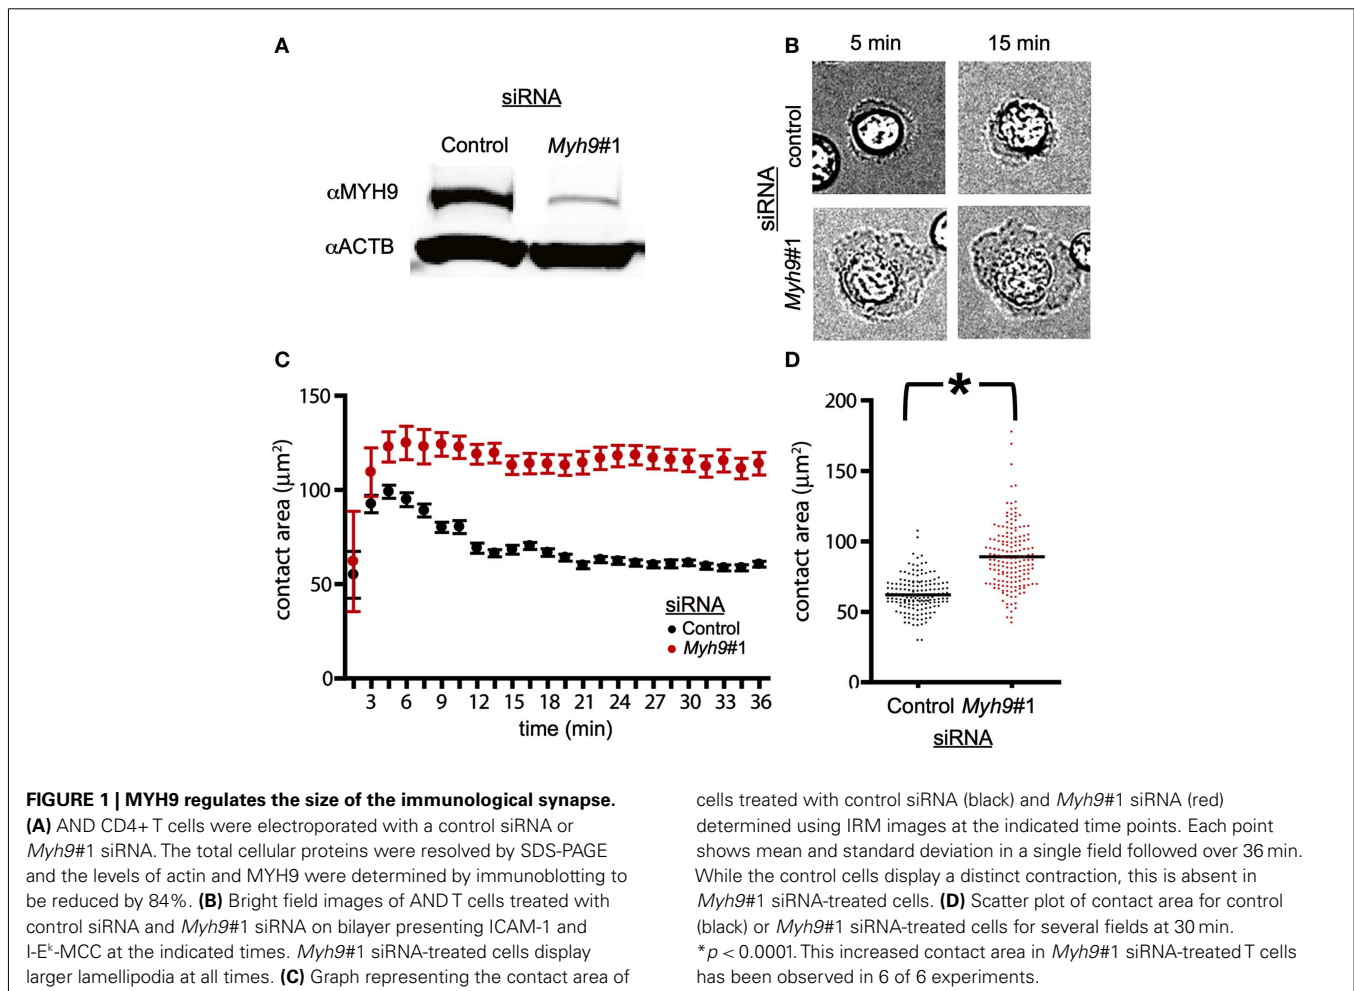 A
siRNA
Control Myh9#1
αMYH9
αACTB
B
5 min 15 min
siRNA
control
Myh9#1
C
contact area (μm²)
150
100
50
0
3 6 9 12 15 18 21 24 27 30 33 36
time (min)
siRNA
Control
Myh9#1
D
*
contact area (μm²)
200
150
100
50
0
Control Myh9#1
siRNA
FIGURE 1 | MYH9 regulates the size of the immunological synapse.
(A) AND CD4+ T cells were electroporated with a control siRNA or
Myh9#1 siRNA. The total cellular proteins were resolved by SDS-PAGE
and the levels of actin and MYH9 were determined by immunoblotting to
be reduced by 84%. (B) Bright field images of AND T cells treated with
control siRNA and Myh9#1 siRNA on bilayer presenting ICAM-1 and
I-Eᵏ-MCC at the indicated times. Myh9#1 siRNA-treated cells display
larger lamellipodia at all times. (C) Graph representing the contact area of
cells treated with control siRNA (black) and Myh9#1 siRNA (red)
determined using IRM images at the indicated time points. Each point
shows mean and standard deviation in a single field followed over 36 min.
While the control cells display a distinct contraction, this is absent in
Myh9#1 siRNA-treated cells. (D) Scatter plot of contact area for control
(black) or Myh9#1 siRNA-treated cells for several fields at 30 min.
*p < 0.0001. This increased contact area in Myh9#1 siRNA-treated T cells
has been observed in 6 of 6 experiments.